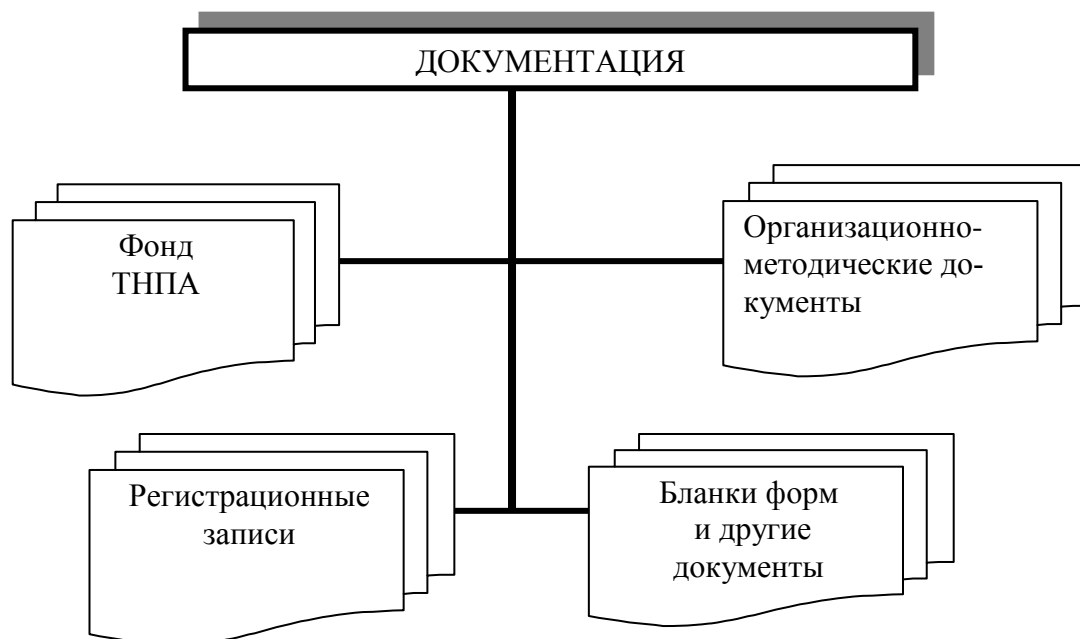 ДОКУМЕНТАЦИЯ
Фонд
ТНПА
Организационно-
методические до-
кументы
Регистрационные
записи
Бланки форм
и другие
документы